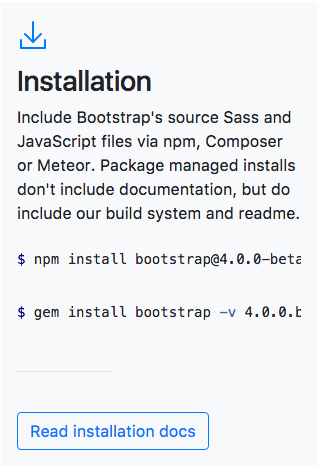 Installation
Include Bootstrap's source Sass and
JavaScript files via npm, Composer
or Meteor. Package managed installs
don't include documentation, but do
include our build system and readme.
$ npm install bootstrap@4.0.0-beta
$ gem install bootstrap -v 4.0.0.b
Read installation docs